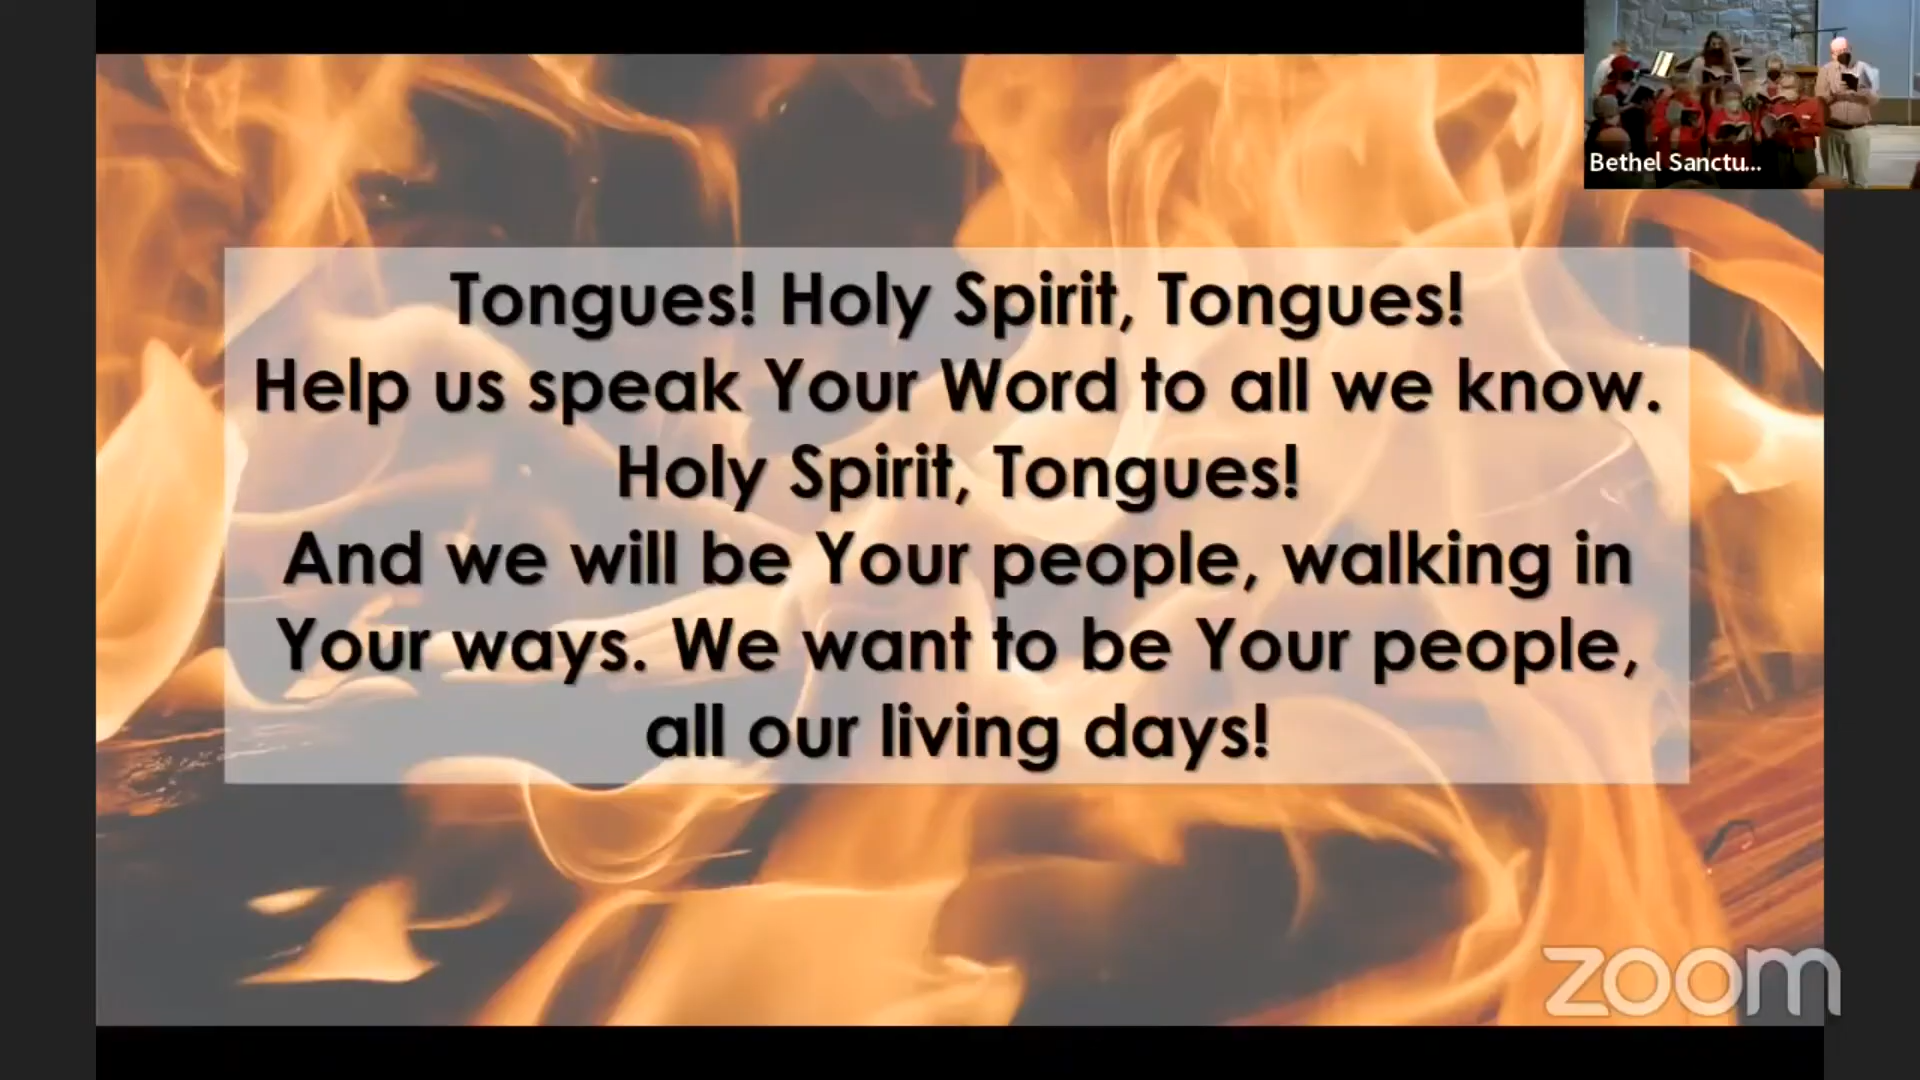 Bethel Sanctu...
Tongues! Holy Spirit, Tongues!
Help us speak Your Word to all we know.
Holy Spirit, Tongues!
And we will be Your people, walking in
Your ways. We want to be Your people,
all our living days!
zoom